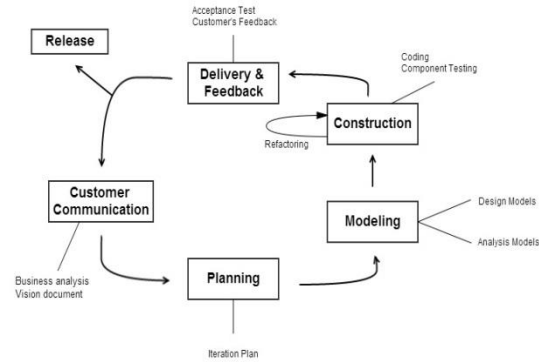 Acceptance Test
Customer's Feedback
Release
Delivery &
Feedback
Coding
Component Testing
Construction
Refactoring
Customer
Communication
Modeling
Design Models
Analysis Models
Business analysis
Vision document
Planning
Iteration Plan